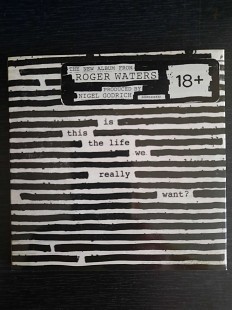 THE NEW ALBUM FROM
ROGER WATERS
PRODUCED BY
NIGEL GODRICH
18+
is
this
the life
we
really
want?